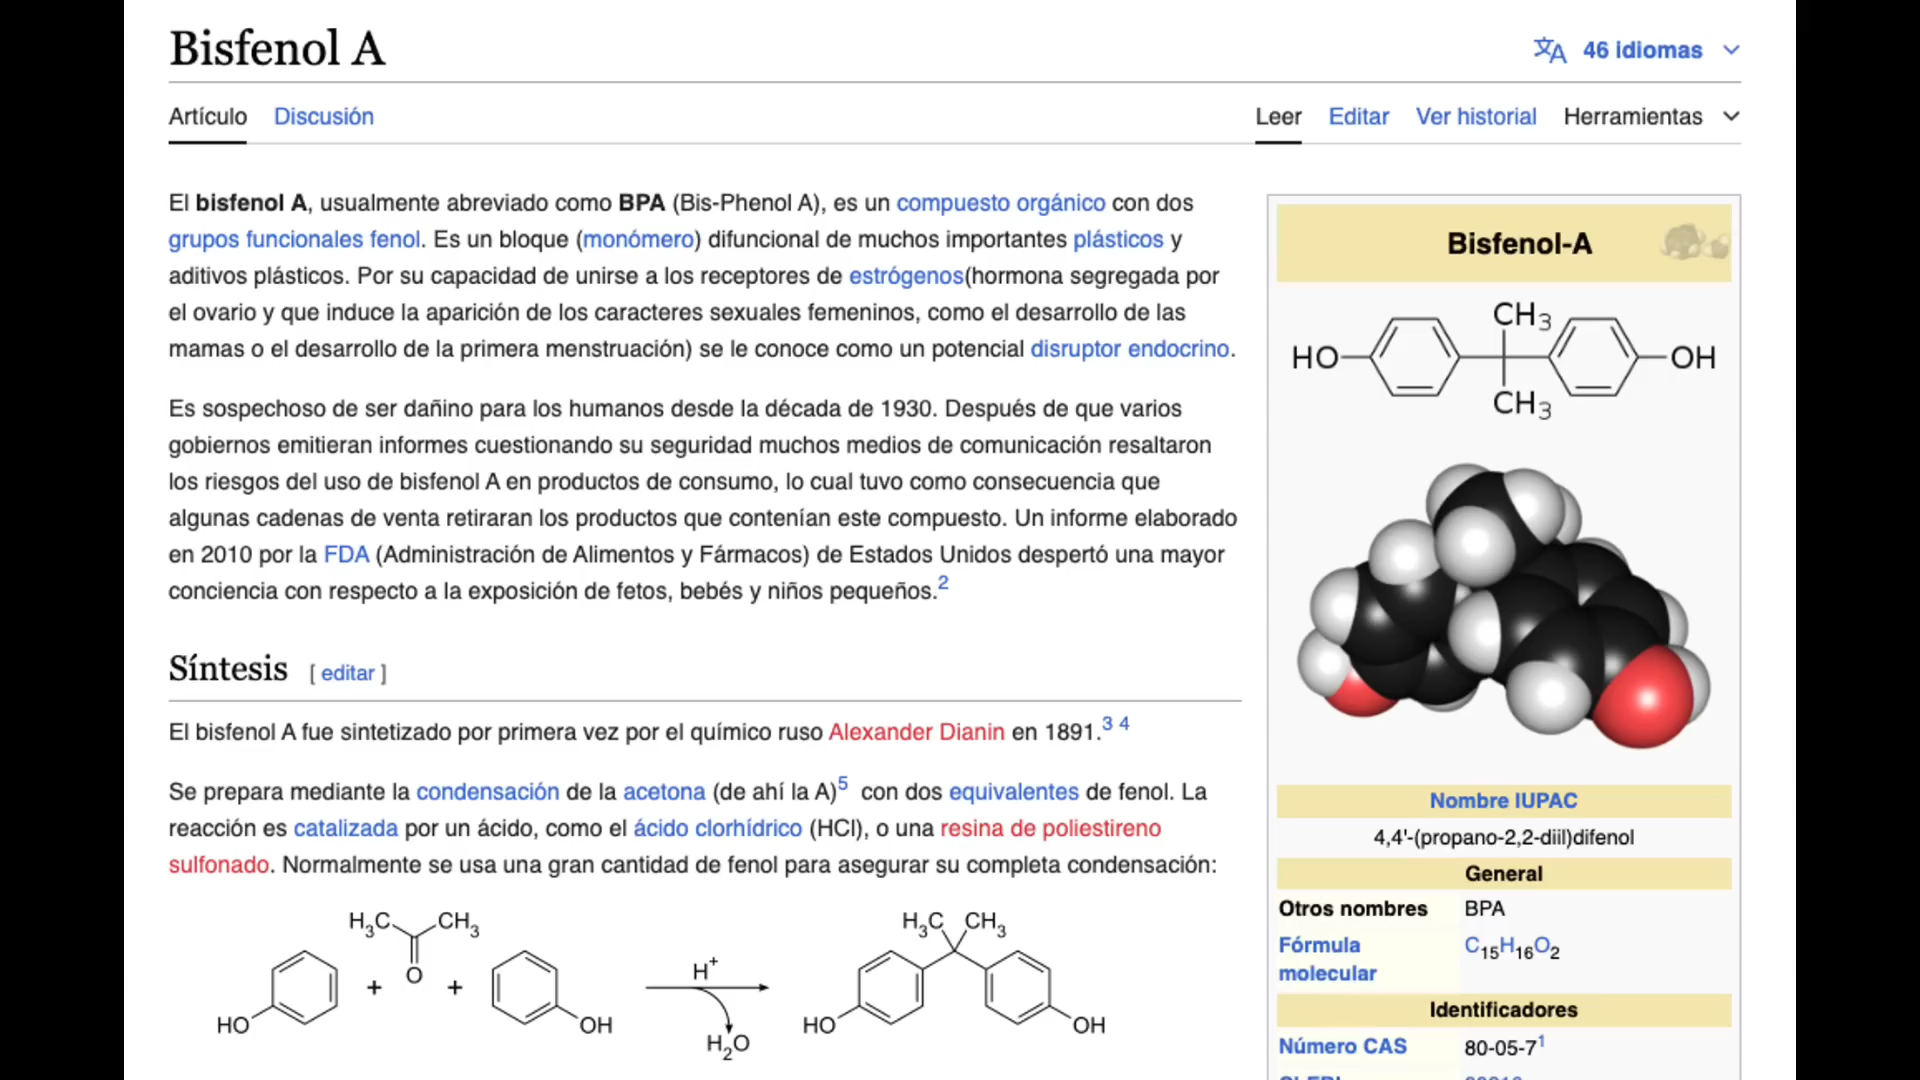 Bisfenol A
46 idiomas
Artículo Discusión
Leer Editar Ver historial Herramientas
El bisfenol A, usualmente abreviado como BPA (Bis-Phenol A), es un compuesto orgánico con dos
grupos funcionales fenol. Es un bloque (monómero) difuncional de muchos importantes plásticos y
aditivos plásticos. Por su capacidad de unirse a los receptores de estrógenos(hormona segregada por
el ovario y que induce la aparición de los caracteres sexuales femeninos, como el desarrollo de las
mamas o el desarrollo de la primera menstruación) se le conoce como un potencial disruptor endocrino.
Es sospechoso de ser dañino para los humanos desde la década de 1930. Después de que varios
gobiernos emitieran informes cuestionando su seguridad muchos medios de comunicación resaltaron
los riesgos del uso de bisfenol A en productos de consumo, lo cual tuvo como consecuencia que
algunas cadenas de venta retiraran los productos que contenían este compuesto. Un informe elaborado
en 2010 por la FDA (Administración de Alimentos y Fármacos) de Estados Unidos despertó una mayor
conciencia con respecto a la exposición de fetos, bebés y niños pequeños.2
Síntesis [ editar ]
El bisfenol A fue sintetizado por primera vez por el químico ruso Alexander Dianin en 1891.3 4
Se prepara mediante la condensación de la acetona (de ahí la A)5 con dos equivalentes de fenol. La
reacción es catalizada por un ácido, como el ácido clorhídrico (HCl), o una resina de poliestireno
sulfonado. Normalmente se usa una gran cantidad de fenol para asegurar su completa condensación:
H3C CH3
O
HO + + OH
H+
H2O
H3C CH3
HO OH
Bisfenol-A
CH3
HO OH
CH3
Nombre IUPAC
4,4'-(propano-2,2-diil)difenol
General
Otros nombres BPA
Fórmula C15H16O2
molecular
Identificadores
Número CAS 80-05-71